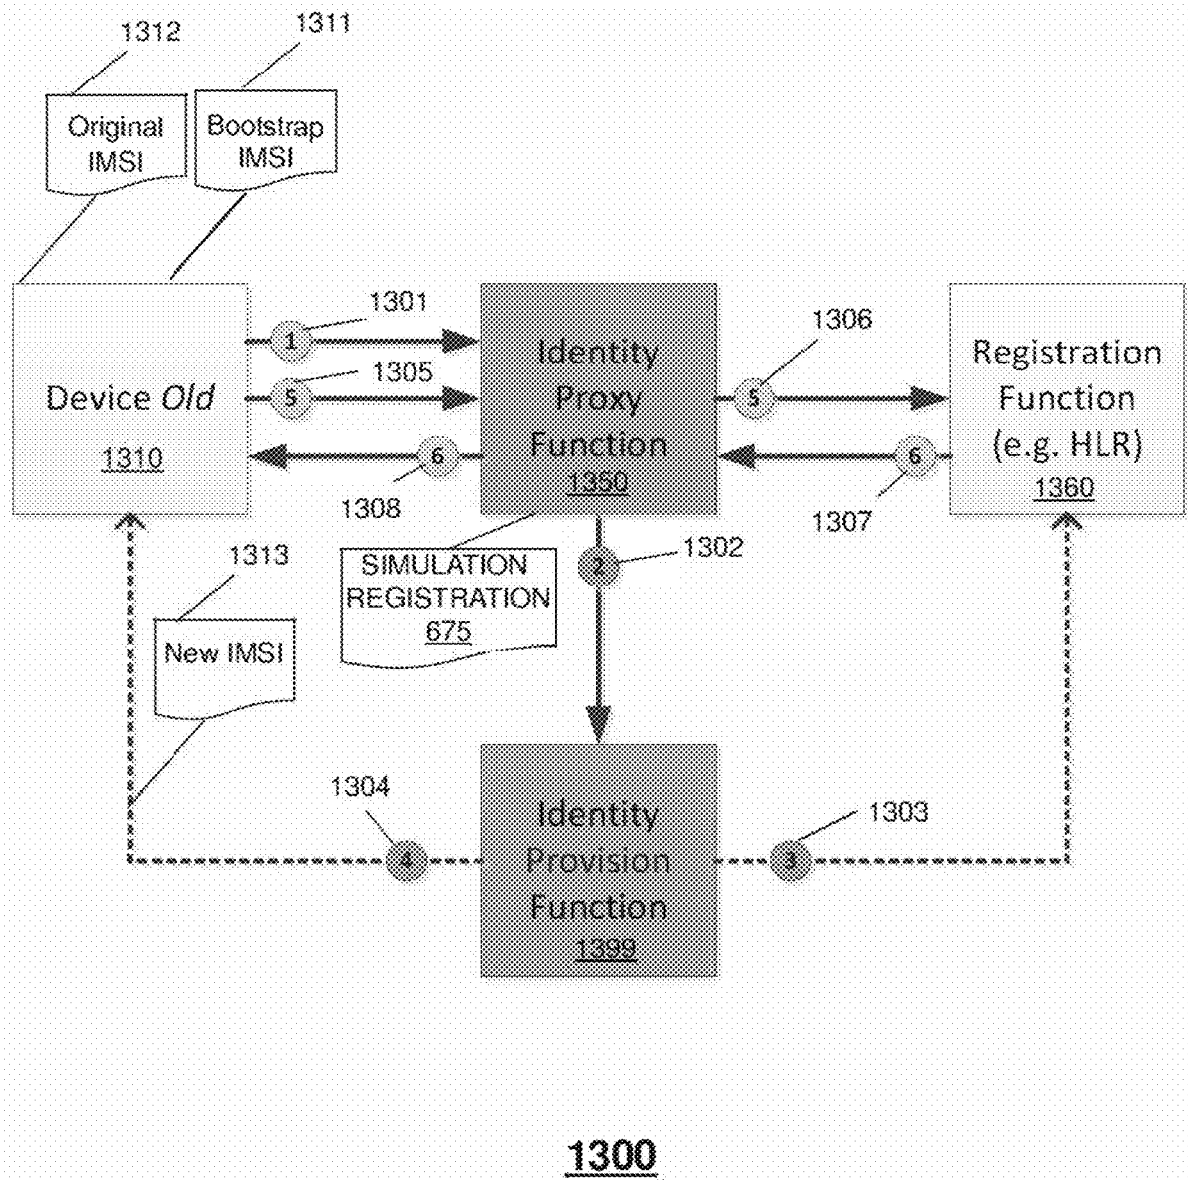 1312
1311
Original
IMSI
Bootstrap
IMSI
1301
1
1305
5
Device Old
1310
6
1308
Identity
Proxy
Function
1350
1306
5
6
1307
Registration
Function
(e.g. HLR)
1360
1313
New IMSI
SIMULATION
REGISTRATION
675
2
1302
1304
4
Identity
Provision
Function
1399
1303
3
1300